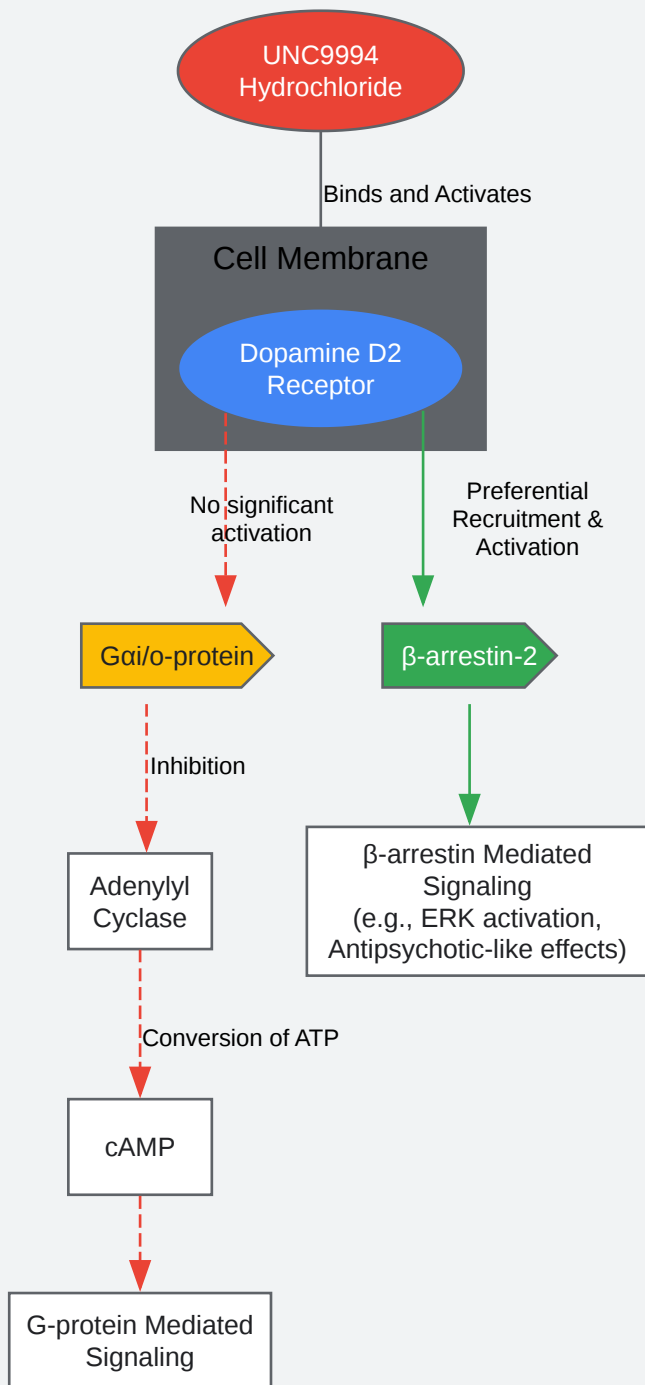 UNC9994
Hydrochloride
Binds and Activates
Cell Membrane
Dopamine D2
Receptor
No significant
activation
Preferential
Recruitment &
Activation
Gαi/o-protein
β-arrestin-2
Inhibition
β-arrestin Mediated
Signaling
(e.g., ERK activation,
Antipsychotic-like effects)
Adenylyl
Cyclase
Conversion of ATP
cAMP
G-protein Mediated
Signaling